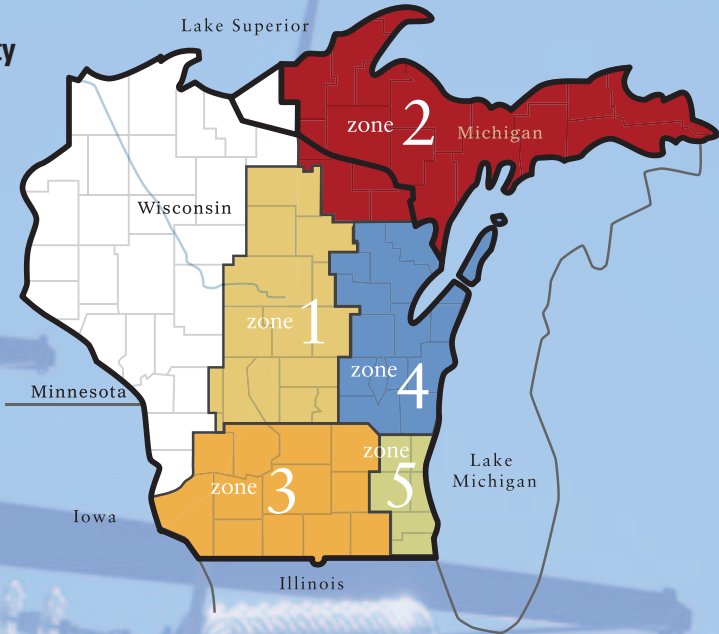 Lake Superior
ty
zone 2
Michigan
Wisconsin
zone 1
zone 4
Minnesota
zone 5
Lake
Michigan
zone 3
Iowa
Illinois